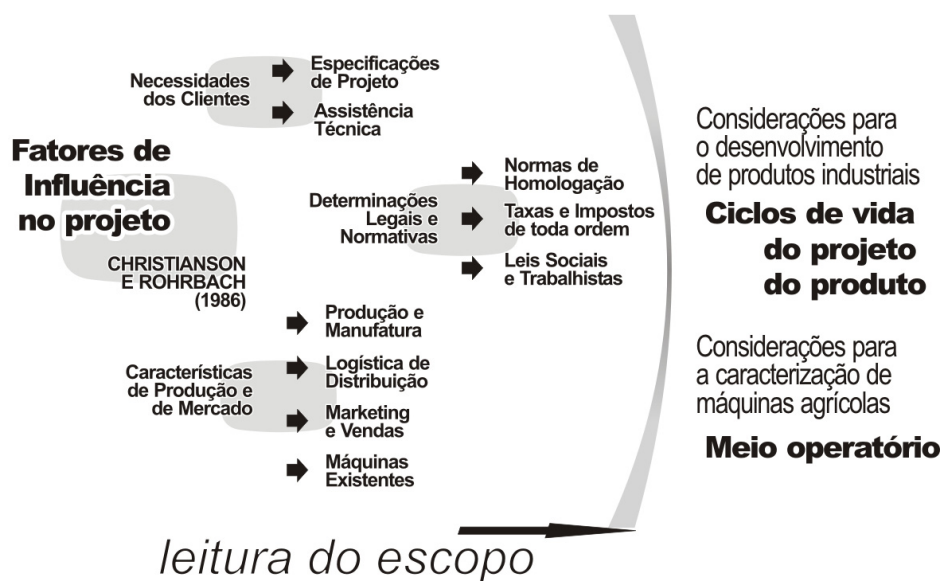 Fatores de
Influência
no projeto
CHRISTIANSON
E ROHRBACH
(1986)
Necessidades
dos Clientes
Especificações
de Projeto
Assistência
Técnica
Determinações
Legais e
Normativas
Normas de
Homologação
Taxas e Impostos
de toda ordem
Leis Sociais
e Trabalhistas
Características
de Produção e
de Mercado
Produção e
Manufatura
Logística de
Distribuição
Marketing
e Vendas
Máquinas
Existentes
Considerações para
o desenvolvimento
de produtos industriais
Ciclos de vida
do projeto
do produto
Considerações para
a caracterização de
máquinas agrícolas
Meio operatório
leitura do escopo